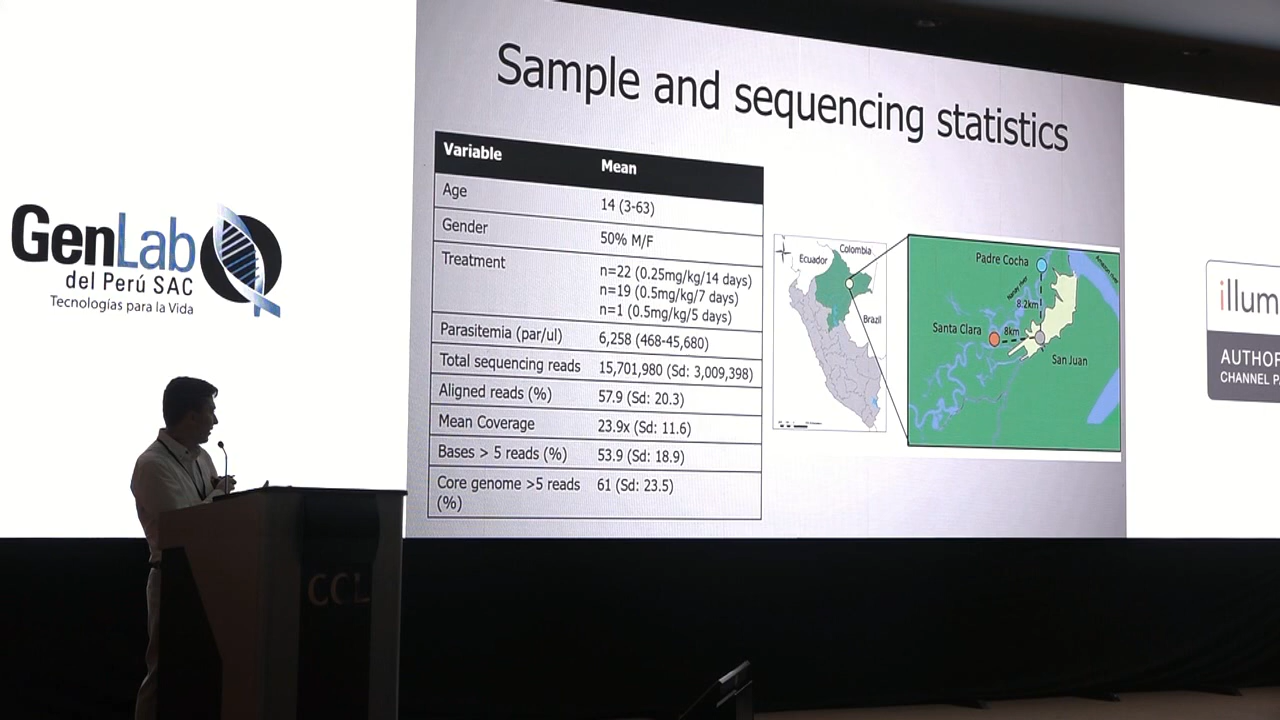 Sample and sequencing statistics
Variable Mean
Age 14 (3-63)
Gender 50% M/F
Treatment n=22 (0.25mg/kg/14 days)
n=19 (0.5mg/kg/7 days)
n=1 (0.5mg/kg/5 days)
Parasitemia (par/ul) 6,258 (468-45,680)
Total sequencing reads 15,701,980 (Sd: 3,009,398)
Aligned reads (%) 57.9 (Sd: 20.3)
Mean Coverage 23.9x (Sd: 11.6)
Bases > 5 reads (%) 53.9 (Sd: 18.9)
Core genome >5 reads 61 (Sd: 23.5)
(%)
Colombia
Ecuador
Brazil
Padre Cocha
Amazon river
Nanay river
8.2km
Santa Clara
8km
San Juan
GenLab
del Perú SAC
Tecnologías para la Vida
illum
AUTHOR
CHANNEL PA
CCL